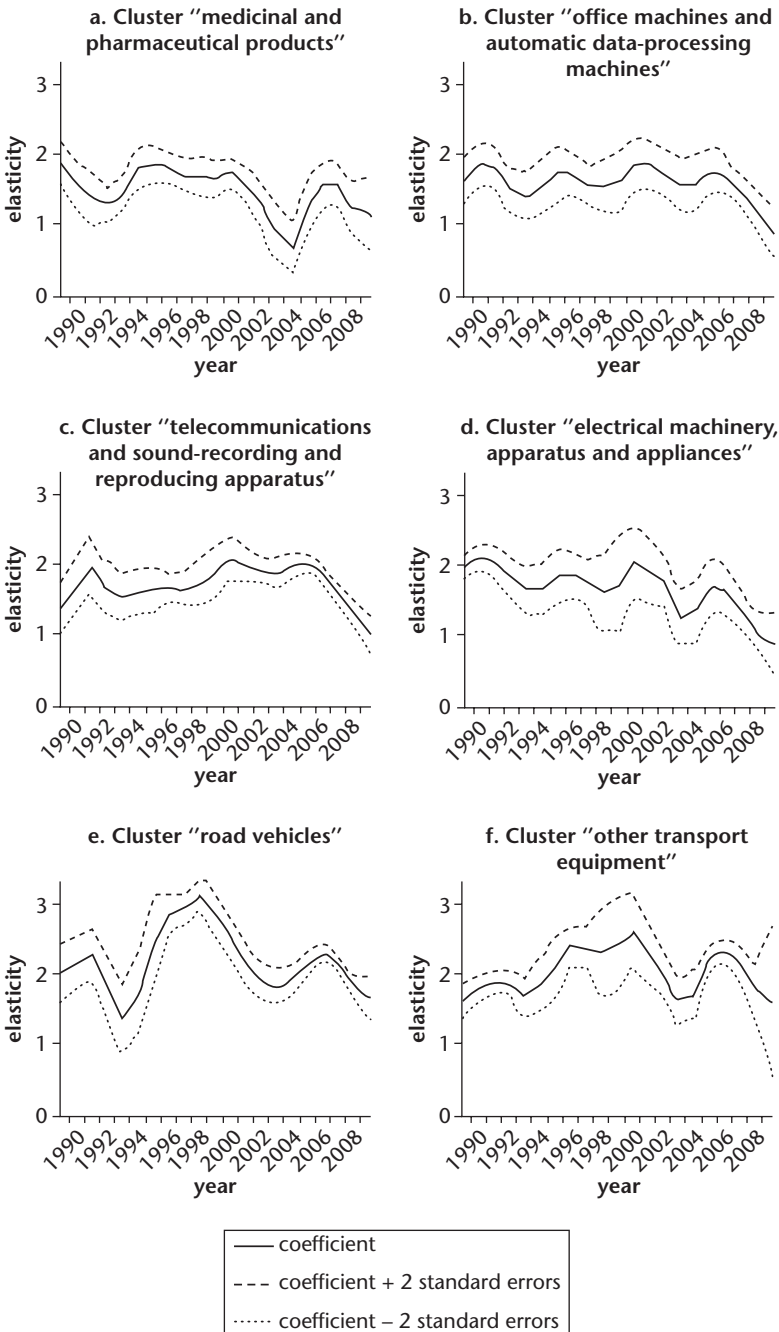 a. Cluster "medicinal and
pharmaceutical products"
3
2
1
0
elasticity
1990 1992 1994 1996 1998 2000 2002 2004 2006 2008
year
b. Cluster "office machines and
automatic data-processing
machines"
3
2
1
0
elasticity
1990 1992 1994 1996 1998 2000 2002 2004 2006 2008
year
c. Cluster "telecommunications
and sound-recording and
reproducing apparatus"
3
2
1
0
elasticity
1990 1992 1994 1996 1998 2000 2002 2004 2006 2008
year
d. Cluster "electrical machinery,
apparatus and appliances"
3
2
1
0
elasticity
1990 1992 1994 1996 1998 2000 2002 2004 2006 2008
year
e. Cluster "road vehicles"
3
2
1
0
elasticity
1990 1992 1994 1996 1998 2000 2002 2004 2006 2008
year
f. Cluster "other transport
equipment"
3
2
1
0
elasticity
1990 1992 1994 1996 1998 2000 2002 2004 2006 2008
year
coefficient
coefficient + 2 standard errors
coefficient – 2 standard errors